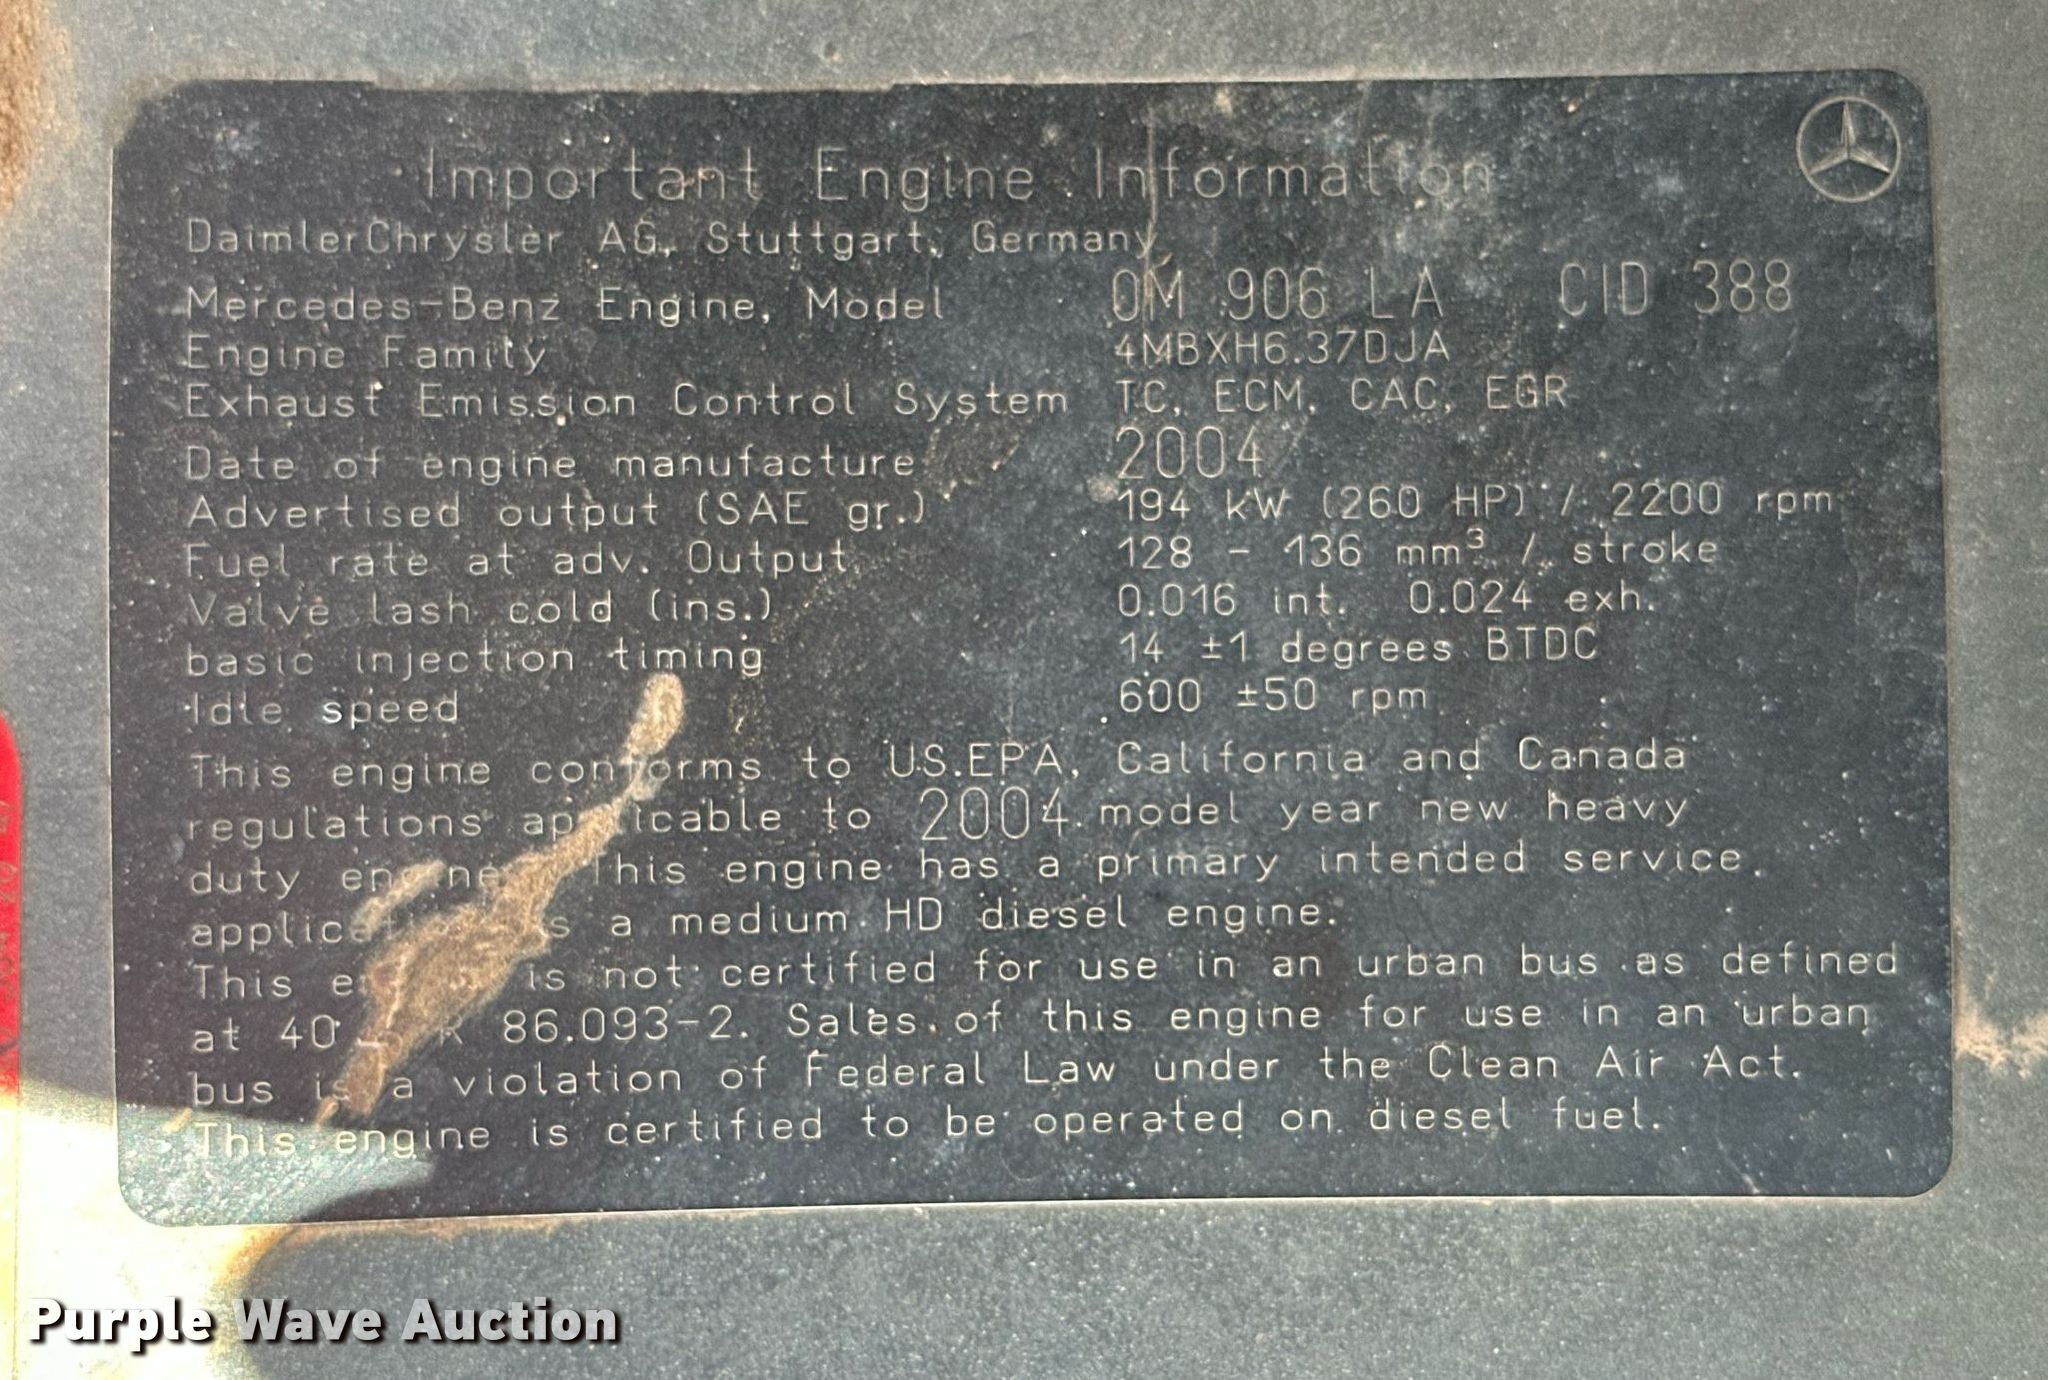 Important Engine Information
DaimlerChrysler AG, Stuttgart, Germany
Mercedes-Benz Engine, Model OM 906 LA CID 388
Engine Family 4MBXH6.37DJA
Exhaust Emission Control System TC, ECM, CAC, EGR
Date of engine manufacture 2004
Advertised output (SAE gr.) 194 kW (260 HP) / 2200 rpm
Fuel rate at adv. Output 128 - 136 mm³ / stroke
Valve lash cold (ins.) 0.016 int. 0.024 exh.
basic injection timing 14 ±1 degrees BTDC
Idle speed 600 ±50 rpm
This engine conforms to U.S.EPA, California and Canada
regulations applicable to 2004 model year new heavy
duty engines. This engine has a primary intended service
application as a medium HD diesel engine.
This engine is not certified for use in an urban bus as defined
at 40 86.093-2. Sales of this engine for use in an urban
bus is a violation of Federal Law under the Clean Air Act.
This engine is certified to be operated on diesel fuel.
Purple Wave Auction